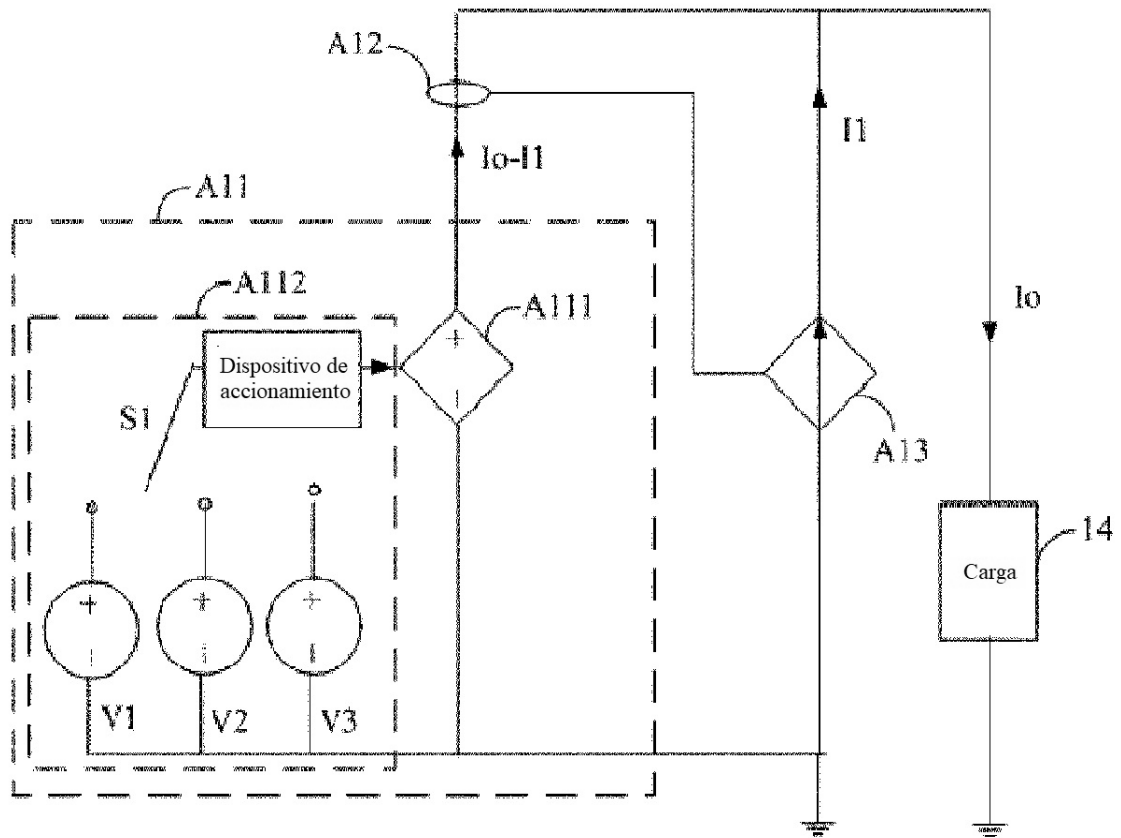 A12
I1
Io-I1
A11
A112
A111
Io
Dispositivo de
accionamiento
S1
A13
14
Carga
+
−
+
−
+
−
+
−
V1
V2
V3